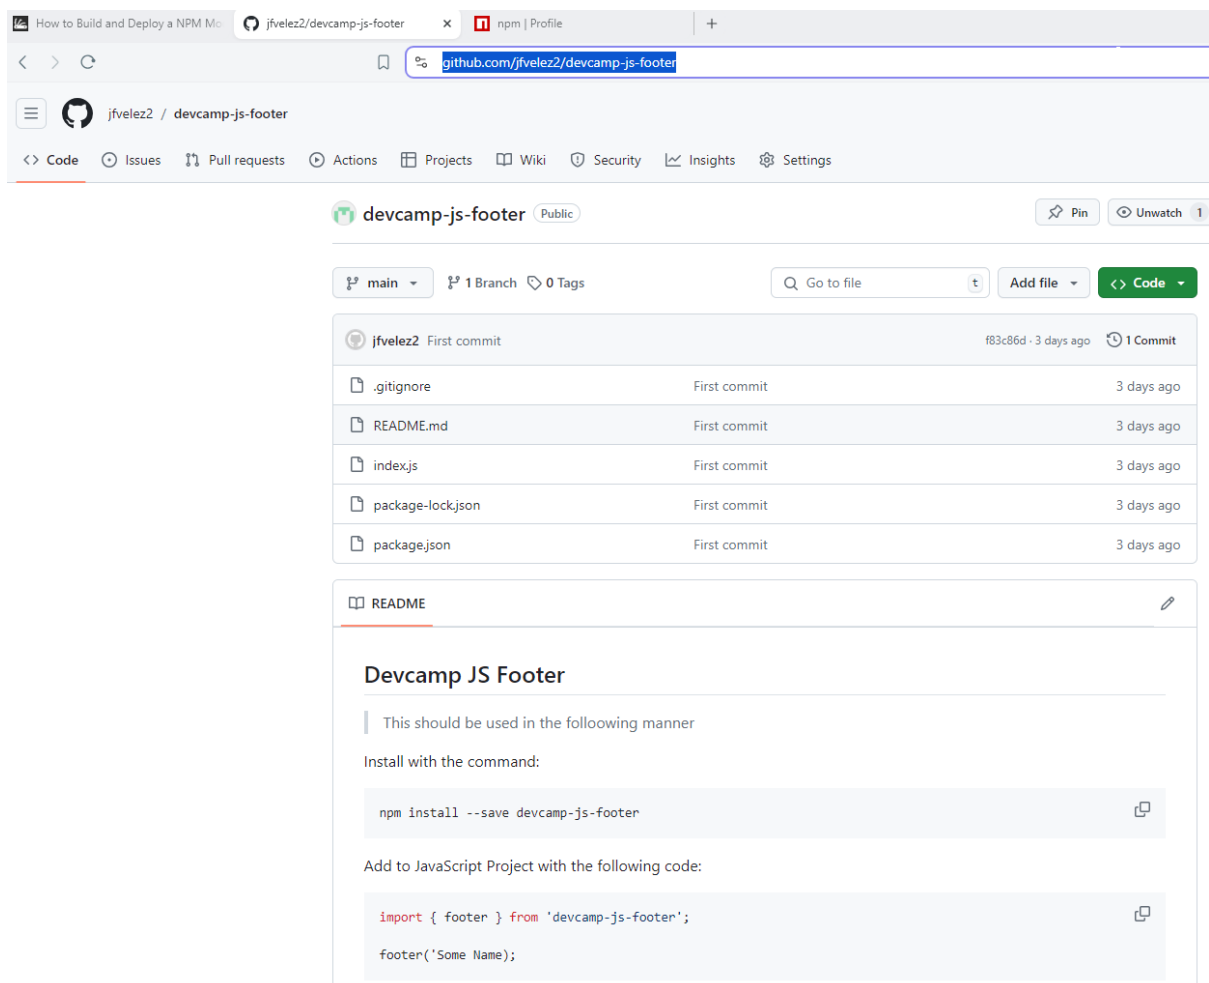 How to Build and Deploy a NPM Mo
jfvelez2/devcamp-js-footer
npm | Profile
github.com/jfvelez2/devcamp-js-footer
jfvelez2 / devcamp-js-footer
Code Issues Pull requests Actions Projects Wiki Security Insights Settings
devcamp-js-footer Public Pin Unwatch 1
main 1 Branch 0 Tags Go to file t Add file Code
jfvelez2 First commit f83c86d · 3 days ago 1 Commit
.gitignore First commit 3 days ago
README.md First commit 3 days ago
index.js First commit 3 days ago
package-lock.json First commit 3 days ago
package.json First commit 3 days ago
README
Devcamp JS Footer
This should be used in the folloowing manner
Install with the command:
npm install --save devcamp-js-footer
Add to JavaScript Project with the following code:
import { footer } from 'devcamp-js-footer';
footer('Some Name);